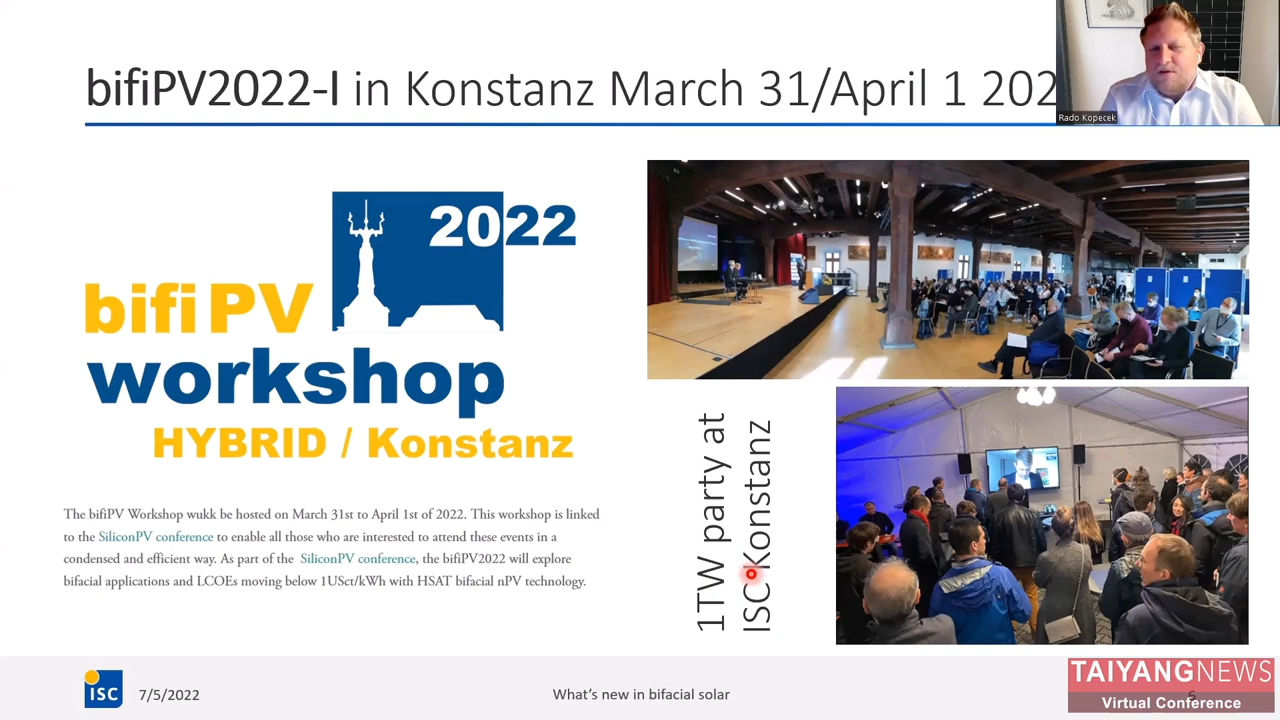 bifiPV2022-I in Konstanz March 31/April 1 202
Rado Kopecek
2022
bifi PV
workshop
HYBRID / Konstanz
The bifiPV Workshop wukk be hosted on March 31st to April 1st of 2022. This workshop is linked
to the SiliconPV conference to enable all those who are interested to attend these events in a
condensed and efficient way. As part of the SiliconPV conference, the bifiPV2022 will explore
bifacial applications and LCOEs moving below 1USct/kWh with HSAT bifacial nPV technology.
1TW party at
ISC Konstanz
ISC
7/5/2022
What's new in bifacial solar
5
TAIYANGNEWS
Virtual Conference